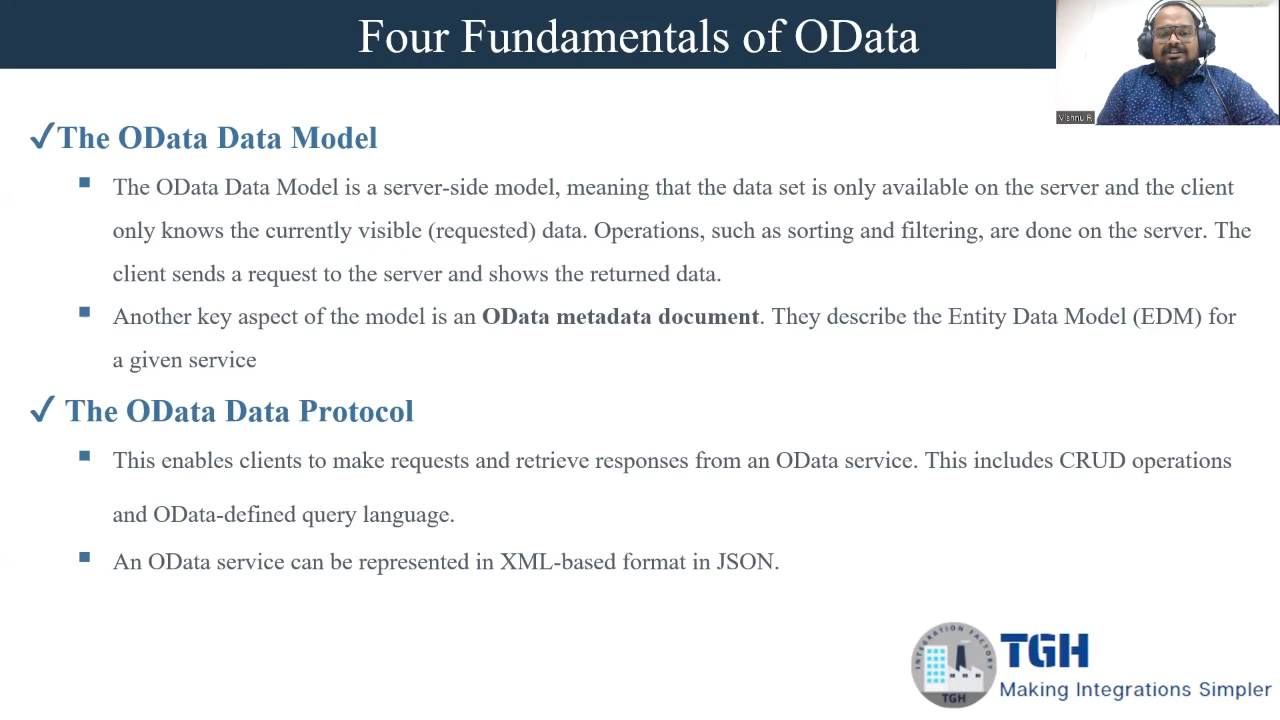 Four Fundamentals of OData
Vishnu R
✓The OData Data Model
▪ The OData Data Model is a server-side model, meaning that the data set is only available on the server and the client
only knows the currently visible (requested) data. Operations, such as sorting and filtering, are done on the server. The
client sends a request to the server and shows the returned data.
▪ Another key aspect of the model is an OData metadata document. They describe the Entity Data Model (EDM) for
a given service
✓ The OData Data Protocol
▪ This enables clients to make requests and retrieve responses from an OData service. This includes CRUD operations
and OData-defined query language.
▪ An OData service can be represented in XML-based format in JSON.
INTEGRATION FACTORY
TGH
TGH
Making Integrations Simpler